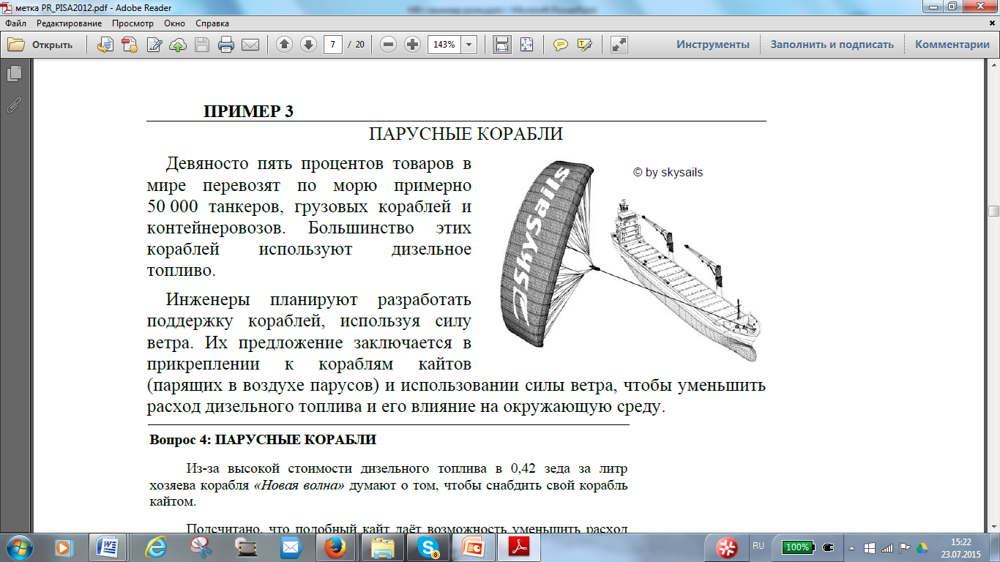 метка PR_PISA2012.pdf - Adobe Reader
Файл Редактирование Просмотр Окно Справка
Открыть 7 / 20 143% Инструменты Заполнить и подписать Комментарии
ПРИМЕР 3
ПАРУСНЫЕ КОРАБЛИ
Девяносто пять процентов товаров в
мире перевозят по морю примерно
50 000 танкеров, грузовых кораблей и
контейнеровозов. Большинство этих
кораблей используют дизельное
топливо.
© by skysails
SkySails
Инженеры планируют разработать
поддержку кораблей, используя силу
ветра. Их предложение заключается в
прикреплении к кораблям кайтов
(парящих в воздухе парусов) и использовании силы ветра, чтобы уменьшить
расход дизельного топлива и его влияние на окружающую среду.
Вопрос 4: ПАРУСНЫЕ КОРАБЛИ
Из-за высокой стоимости дизельного топлива в 0,42 зеда за литр
хозяева корабля «Новая волна» думают о том, чтобы снабдить свой корабль
кайтом.
Подсчитано, что подобный кайт даёт возможность уменьшить расход
RU 100% 15:22
23.07.2015